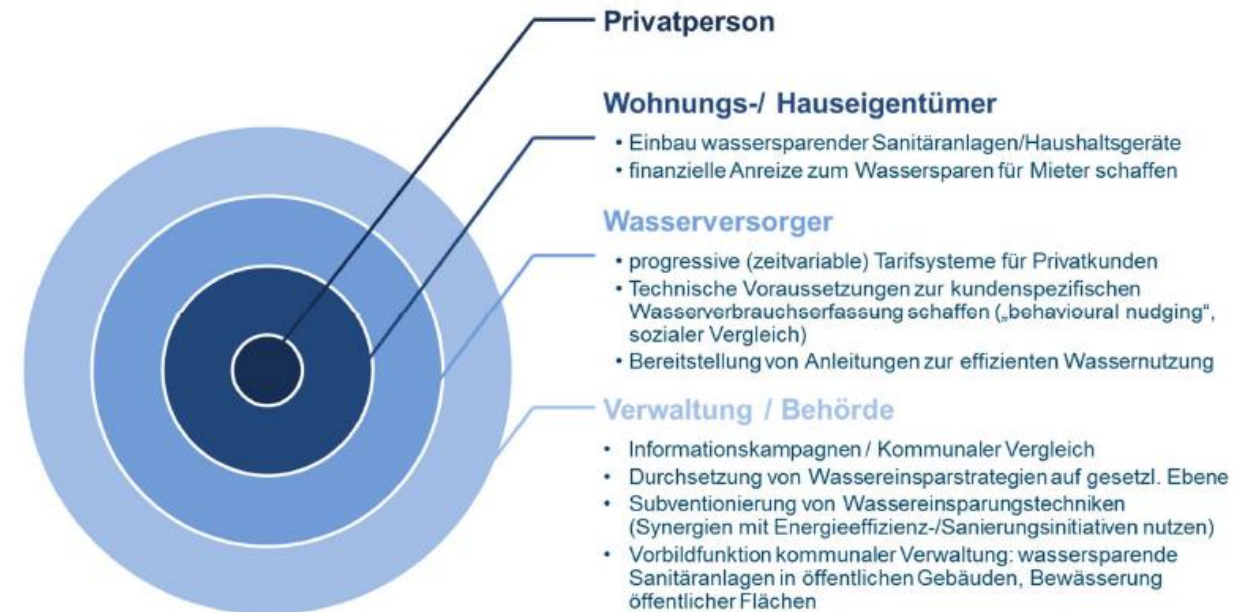 Privatperson
Wohnungs-/ Hauseigentümer
• Einbau wassersparender Sanitäranlagen/Haushaltsgeräte
• finanzielle Anreize zum Wassersparen für Mieter schaffen
Wasserversorger
• progressive (zeitvariable) Tarifsysteme für Privatkunden
• Technische Voraussetzungen zur kundenspezifischen
Wasserverbrauchserfassung schaffen („behavioural nudging“,
sozialer Vergleich)
• Bereitstellung von Anleitungen zur effizienten Wassernutzung
Verwaltung / Behörde
• Informationskampagnen / Kommunaler Vergleich
• Durchsetzung von Wassereinsparstrategien auf gesetzl. Ebene
• Subventionierung von Wassereinsparungstechniken
(Synergien mit Energieeffizienz-/Sanierungsinitiativen nutzen)
• Vorbildfunktion kommunaler Verwaltung: wassersparende
Sanitäranlagen in öffentlichen Gebäuden, Bewässerung
öffentlicher Flächen